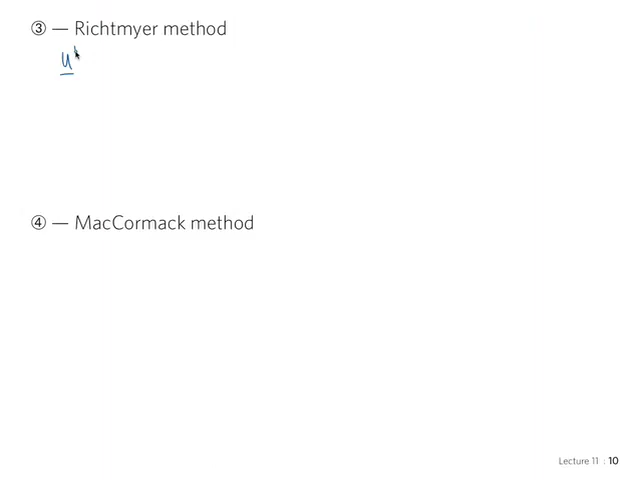 ③ — Richtmyer method
u
④ — MacCormack method
Lecture 11 : 10